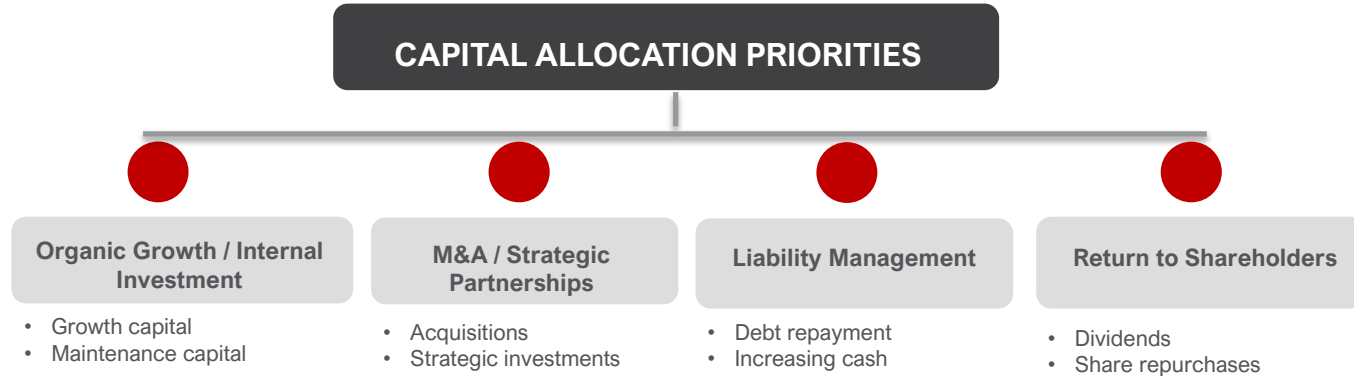 CAPITAL ALLOCATION PRIORITIES
Organic Growth / Internal
Investment
• Growth capital
• Maintenance capital
M&A / Strategic
Partnerships
• Acquisitions
• Strategic investments
Liability Management
• Debt repayment
• Increasing cash
Return to Shareholders
• Dividends
• Share repurchases